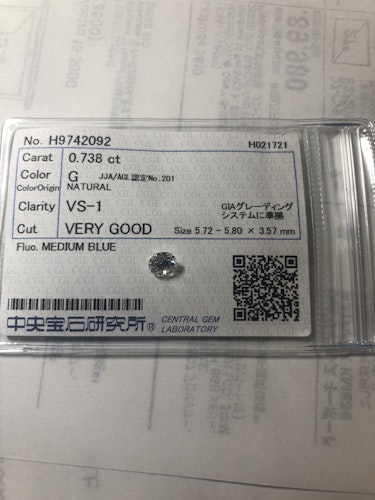 No. H9742092 H021721
Carat 0.738 ct
Color G JJA/AGL認定No.201
ColorOrigin NATURAL
Clarity VS-1 GIAグレーディング
システムに準拠
Cut VERY GOOD Size 5.72 - 5.80 × 3.57 mm
Fluo. MEDIUM BLUE
中央宝石研究所® CENTRAL GEM
LABORATORY